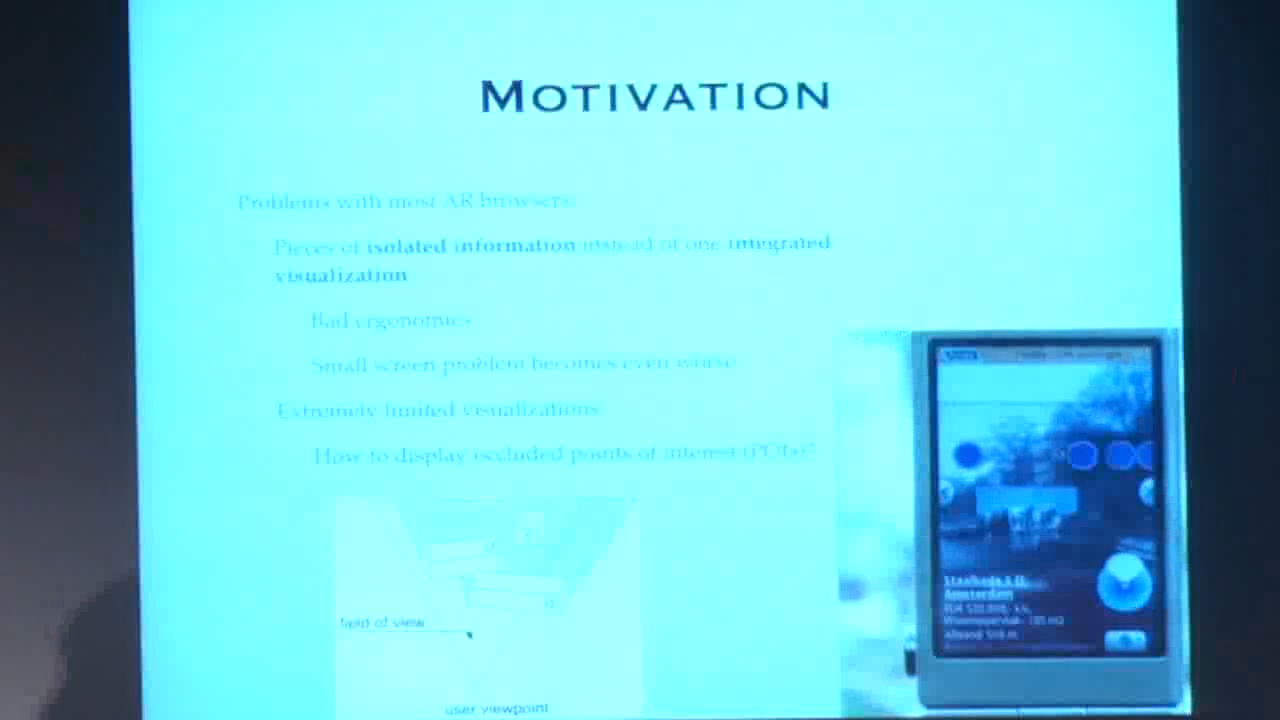 MOTIVATION
Problems with most AR browsers:
Pieces of isolated information instead of one integrated
visualization
Bad ergonomics
Small screen problem becomes even worse
Extremely limited visualizations
How to display occluded points of interest (POIs)?
field of view
user viewpoint
Amsterdam